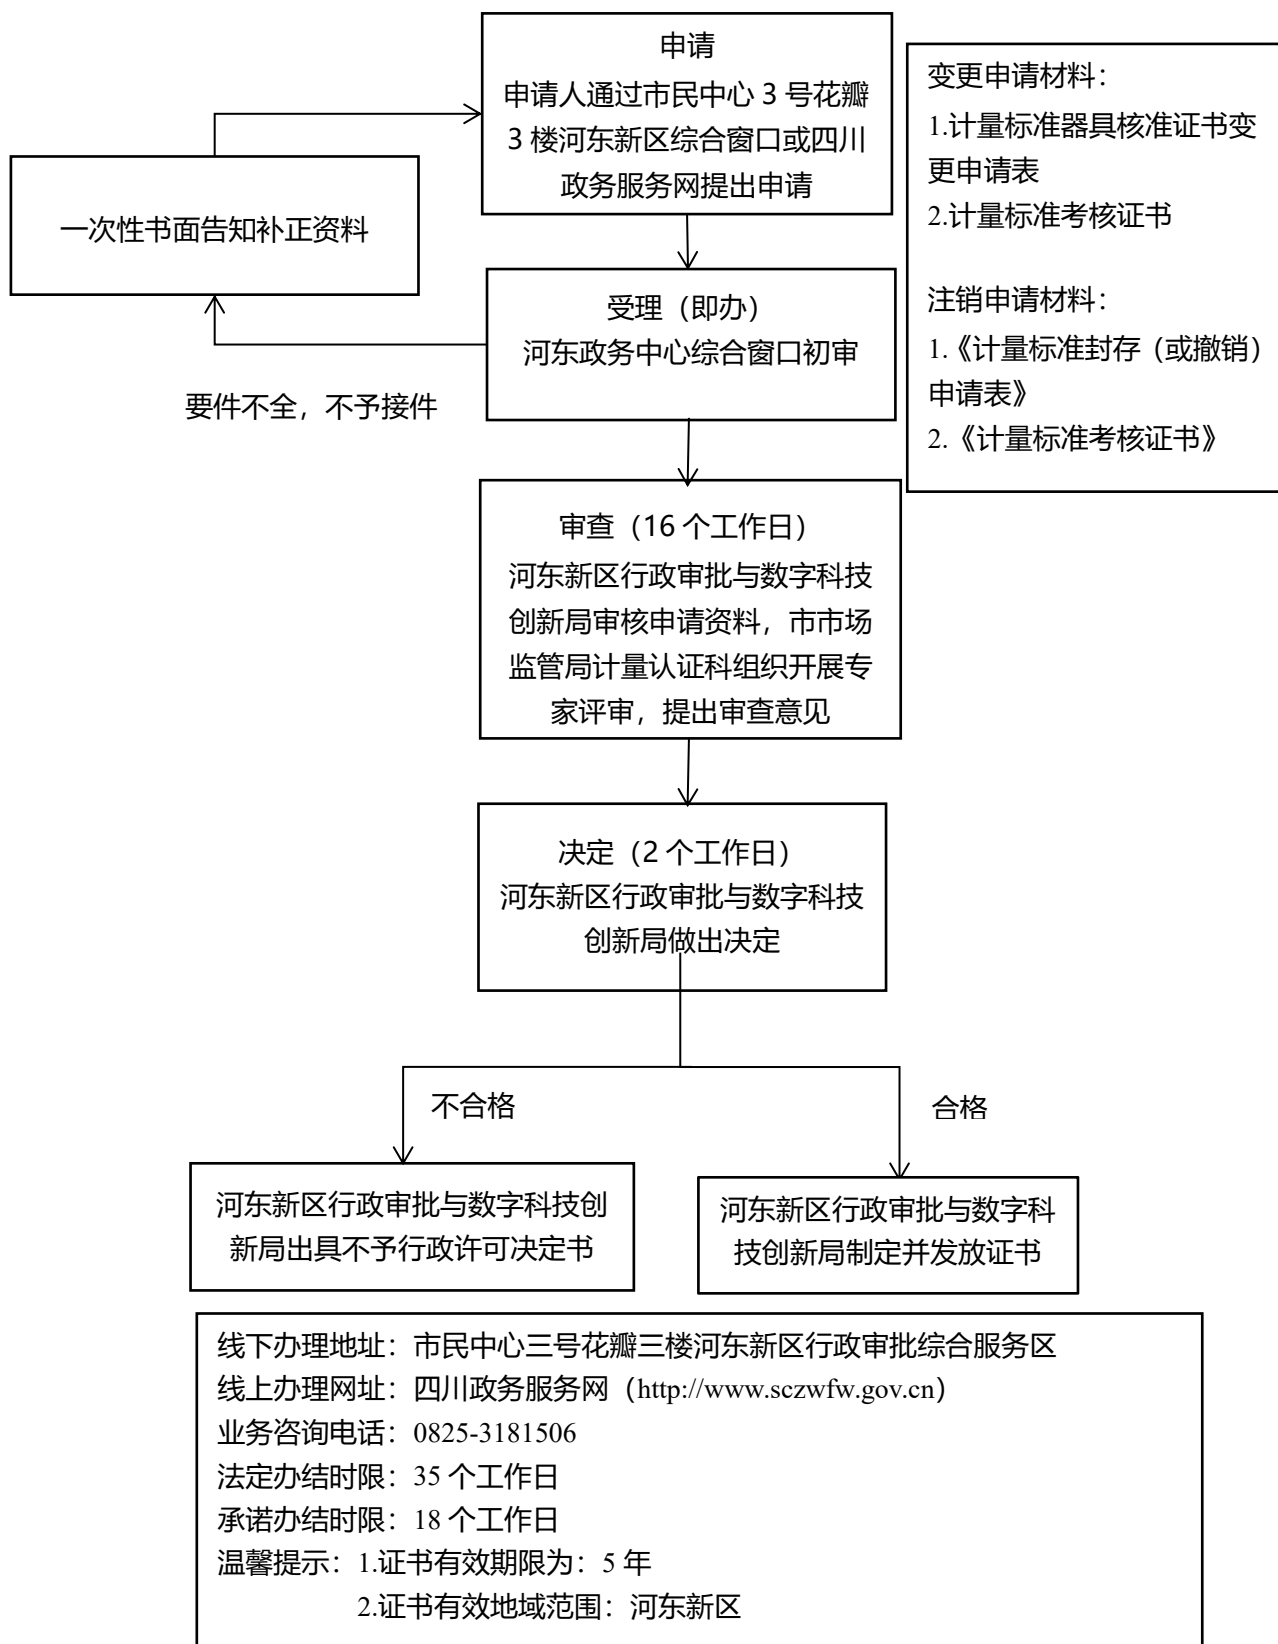 申请
申请人通过市民中心 3 号花瓣
3 楼河东新区综合窗口或四川
政务服务网提出申请
变更申请材料：
1.计量标准器具核准证书变
更申请表
2.计量标准考核证书
注销申请材料：
1.《计量标准封存（或撤销）
申请表》
2.《计量标准考核证书》
一次性书面告知补正资料
受理（即办）
河东政务中心综合窗口初审
要件不全，不予接件
审查（16 个工作日）
河东新区行政审批与数字科技
创新局审核申请资料，市市场
监管局计量认证科组织开展专
家评审，提出审查意见
决定（2 个工作日）
河东新区行政审批与数字科技
创新局做出决定
不合格
合格
河东新区行政审批与数字科技创
新局出具不予行政许可决定书
河东新区行政审批与数字科
技创新局制定并发放证书
线下办理地址：市民中心三号花瓣三楼河东新区行政审批综合服务区
线上办理网址：四川政务服务网（http://www.sczwfw.gov.cn）
业务咨询电话：0825-3181506
法定办结时限：35 个工作日
承诺办结时限：18 个工作日
温馨提示：1.证书有效期限为：5 年
2.证书有效地域范围：河东新区